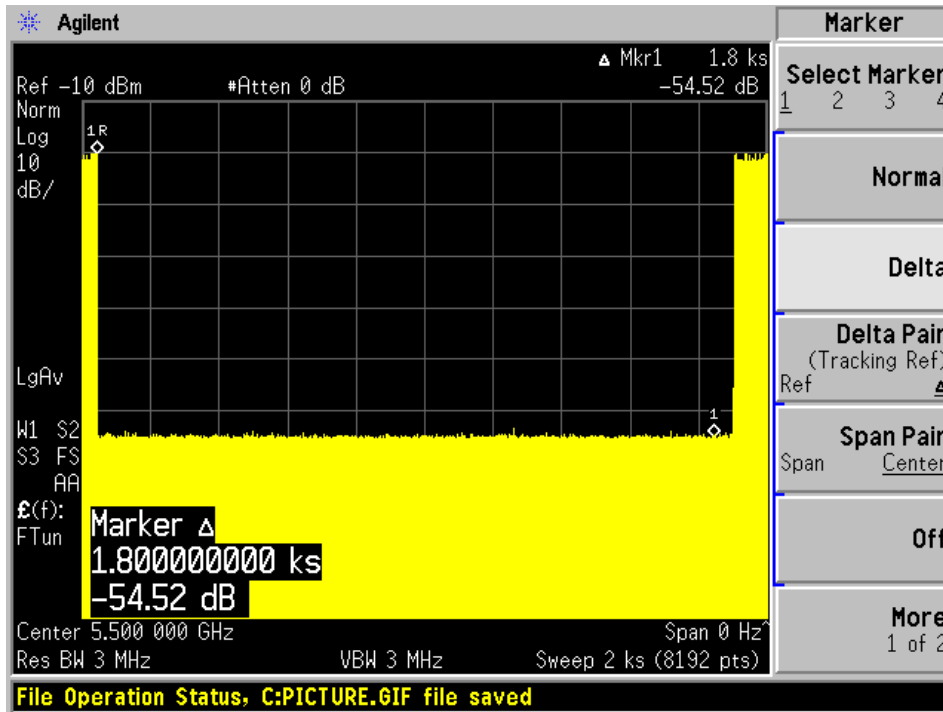 Agilent
Marker
Mkr1 1.8 ks
Ref −10 dBm #Atten 0 dB −54.52 dB
Norm
Log
10
dB/
1R
LgAv
1
W1 S2
S3 FS
AA
£(f):
FTun
Marker Δ
1.800000000 ks
−54.52 dB
Center 5.500 000 GHz Span 0 Hz^
Res BW 3 MHz VBW 3 MHz Sweep 2 ks (8192 pts)
File Operation Status, C:PICTURE.GIF file saved
Select Marker
1 2 3 4
Norma
Delta
Delta Pair
(Tracking Ref)
Ref Δ
Span Pair
Span Center
Off
More
1 of 2